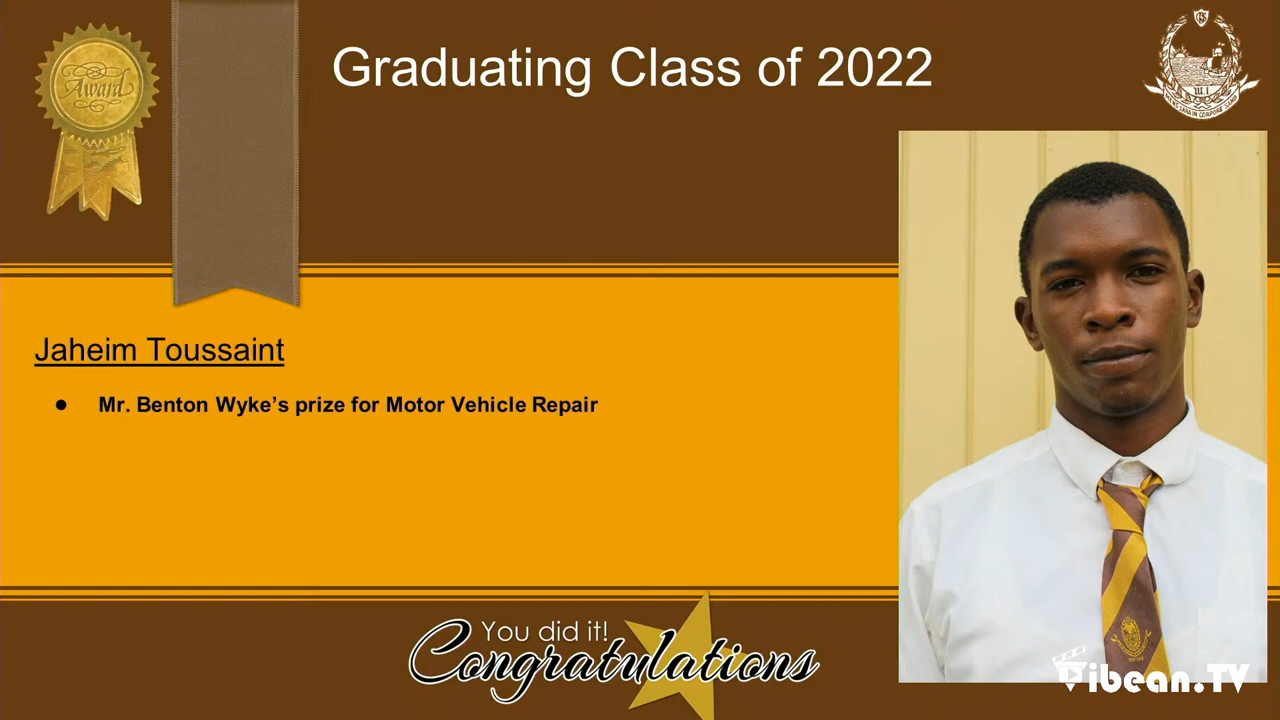 Graduating Class of 2022
Award
W.I.
Jaheim Toussaint
● Mr. Benton Wyke’s prize for Motor Vehicle Repair
You did it!
Congratulations
Vibean.TV